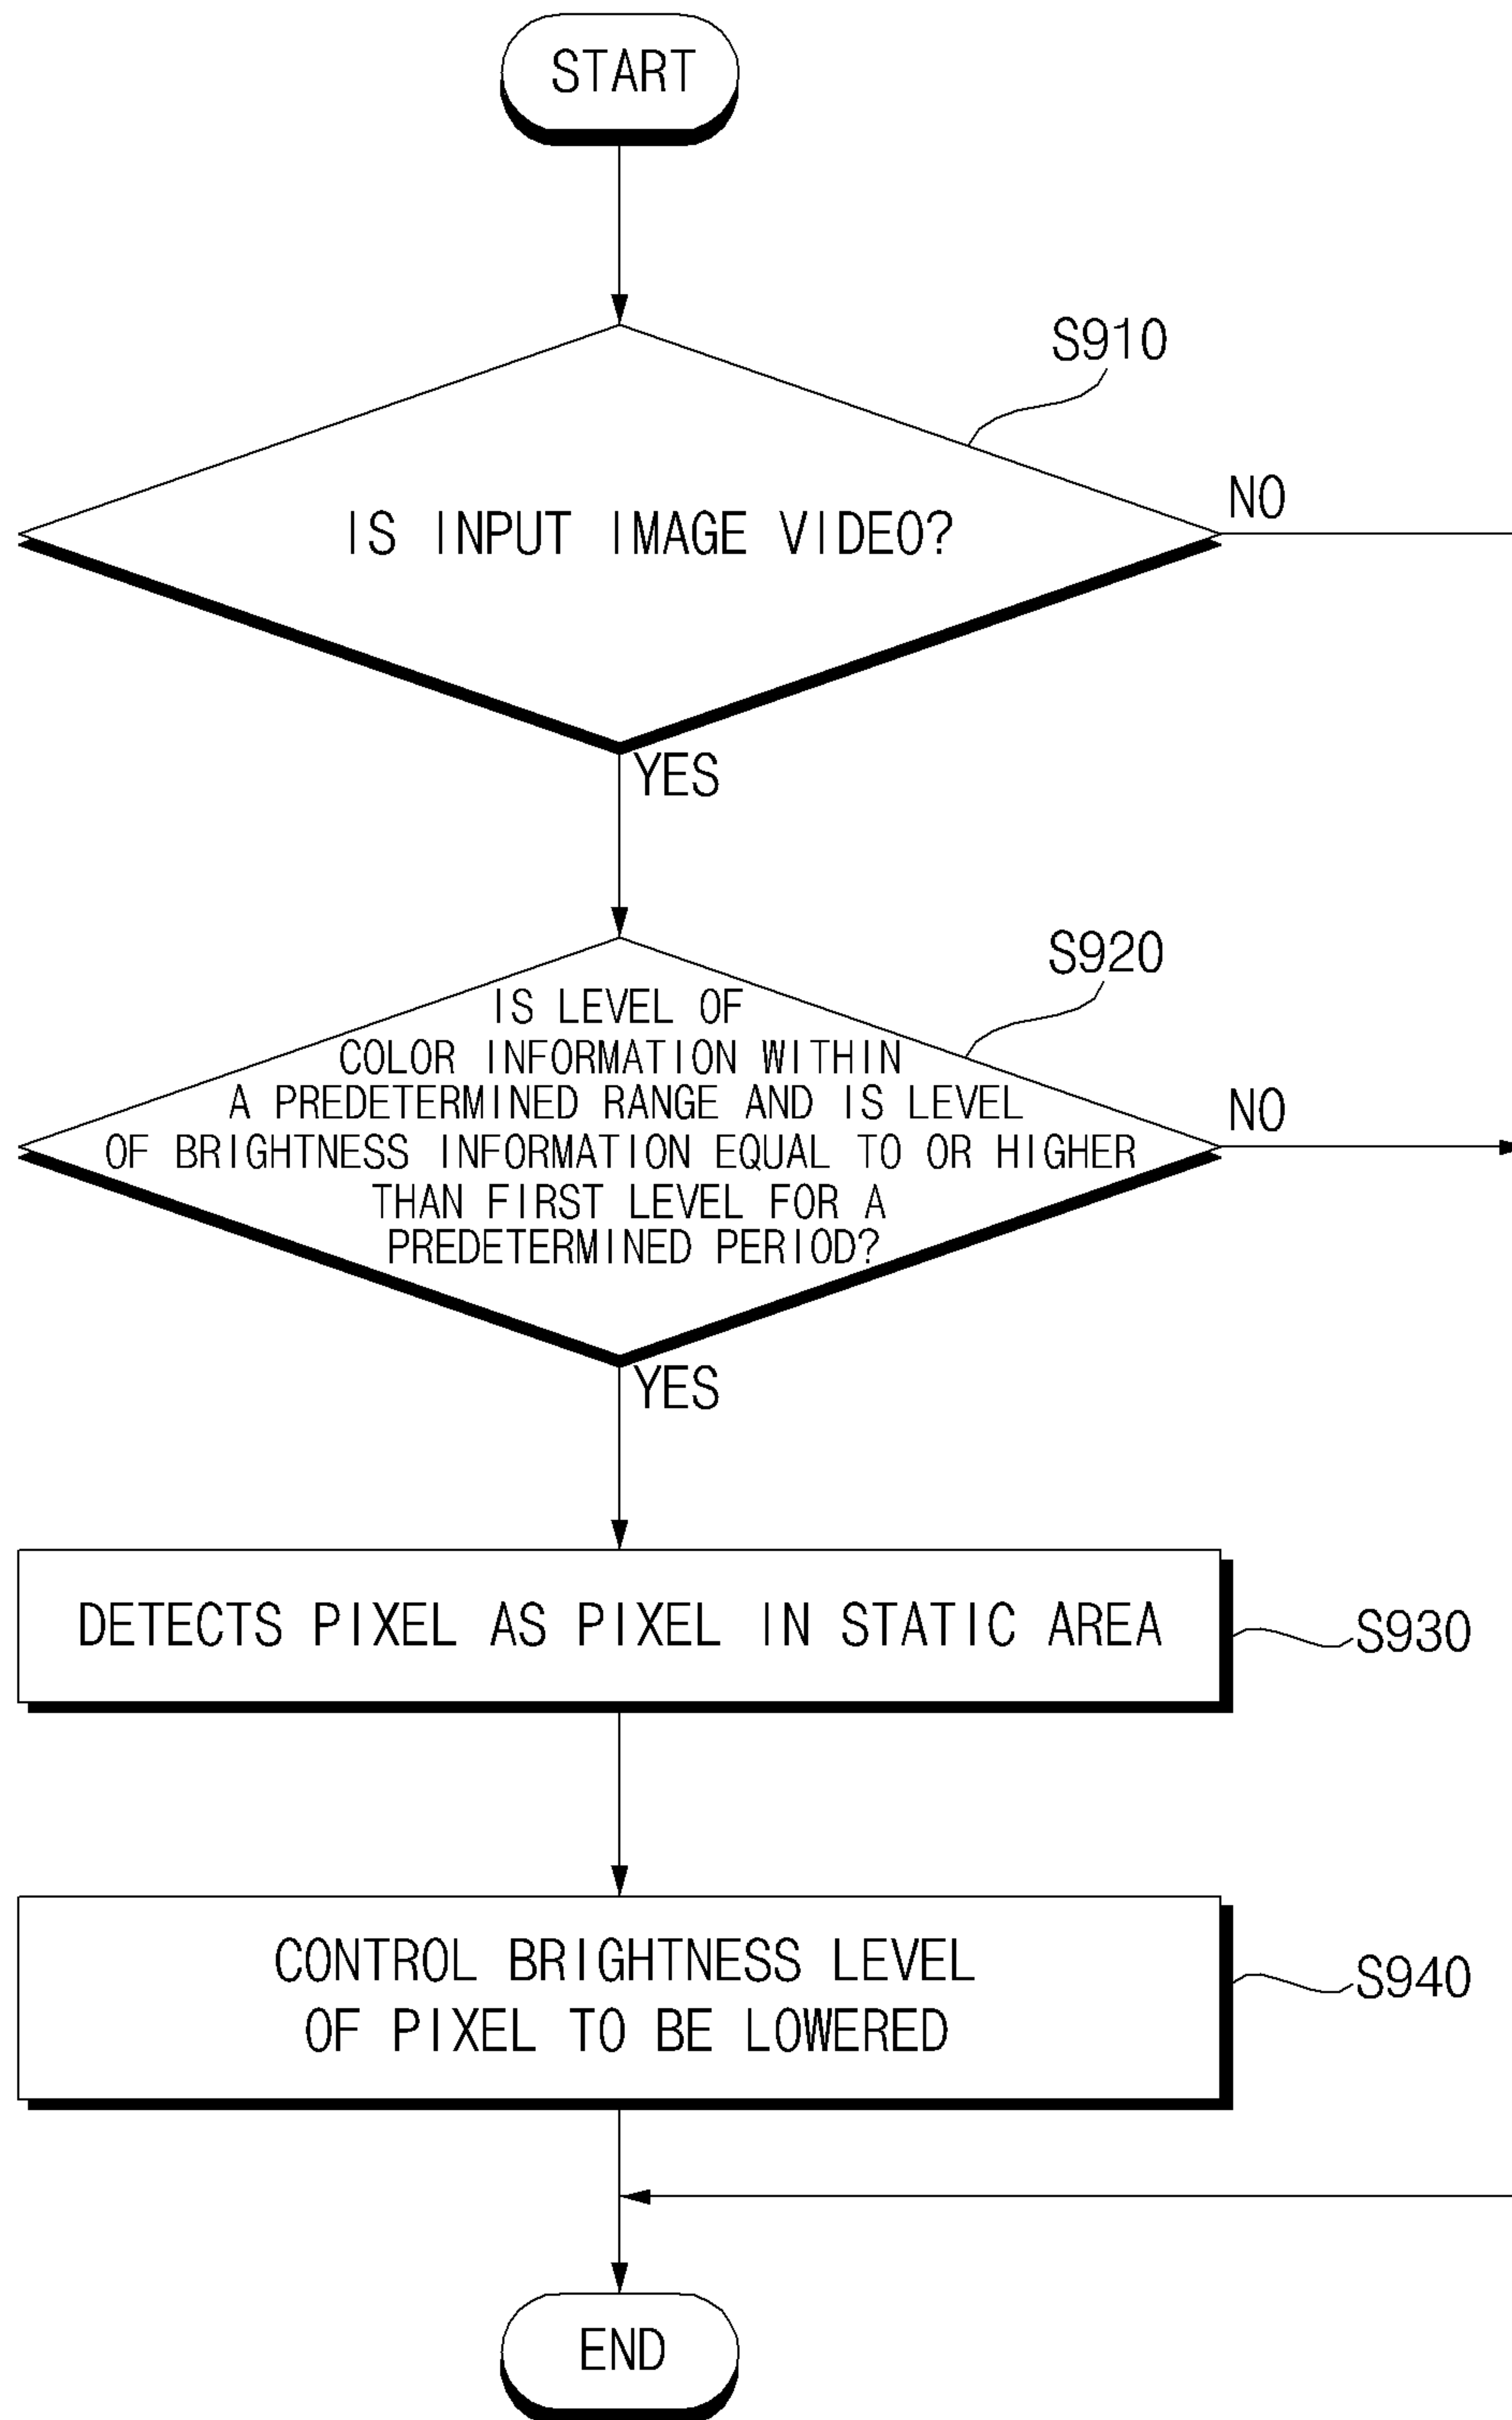 START
S910
IS INPUT IMAGE VIDEO?
NO
YES
S920
IS LEVEL OF
COLOR INFORMATION WITHIN
A PREDETERMINED RANGE AND IS LEVEL
OF BRIGHTNESS INFORMATION EQUAL TO OR HIGHER
THAN FIRST LEVEL FOR A
PREDETERMINED PERIOD?
NO
YES
DETECTS PIXEL AS PIXEL IN STATIC AREA
S930
CONTROL BRIGHTNESS LEVEL
OF PIXEL TO BE LOWERED
S940
END